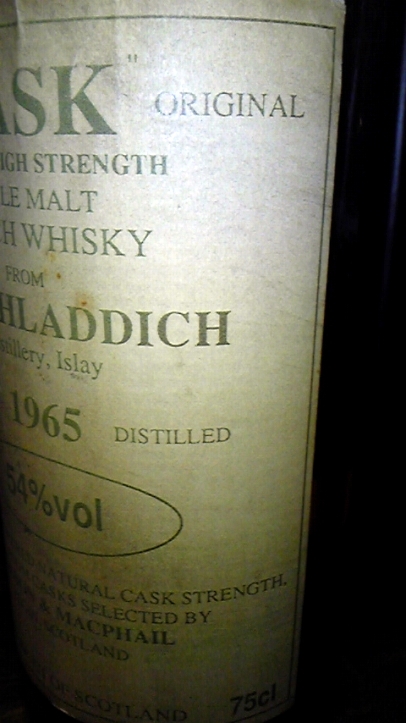 ASK" ORIGINAL
IGH STRENGTH
LE MALT
H WHISKY
FROM
HLADDICH
stillery, Islay
1965 DISTILLED
54%vol
NATURAL CASK STRENGTH.
CASKS SELECTED BY
& MACPHAIL
SCOTLAND
OF SCOTLAND 75cl